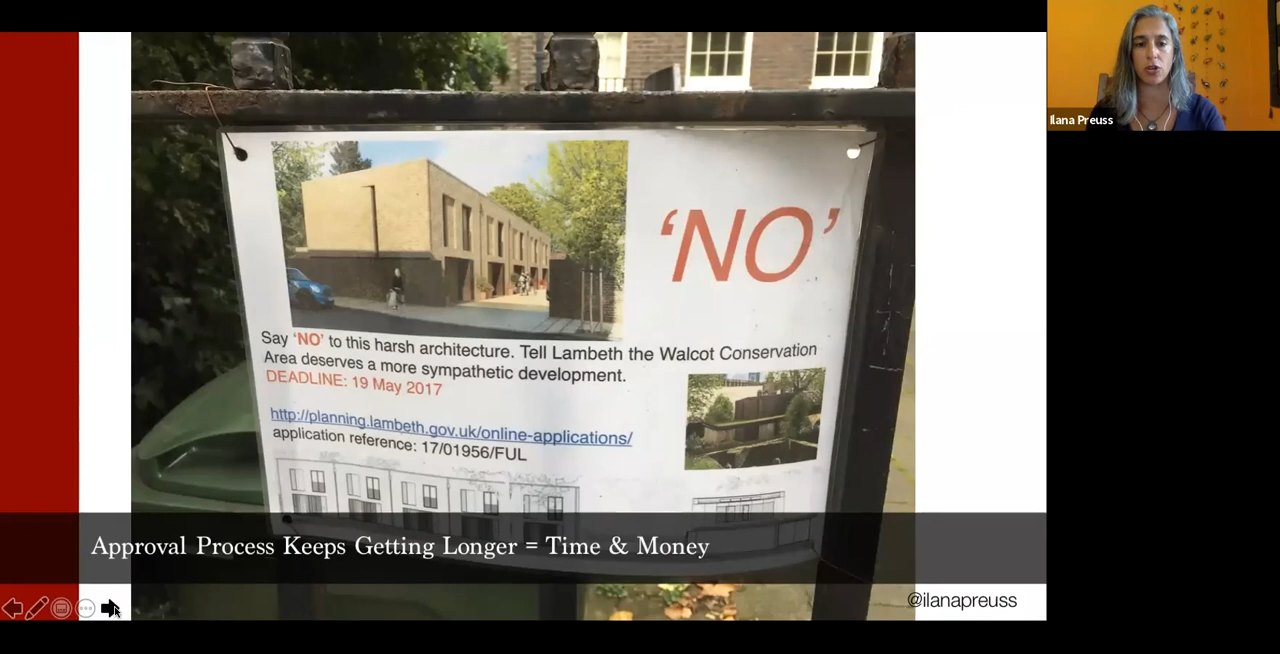 Ilana Preuss
'NO'
Say 'NO' to this harsh architecture. Tell Lambeth the Walcot Conservation
Area deserves a more sympathetic development.
DEADLINE: 19 May 2017
http://planning.lambeth.gov.uk/online-applications/
application reference: 17/01956/FUL
Approval Process Keeps Getting Longer = Time & Money
@ilanapreuss